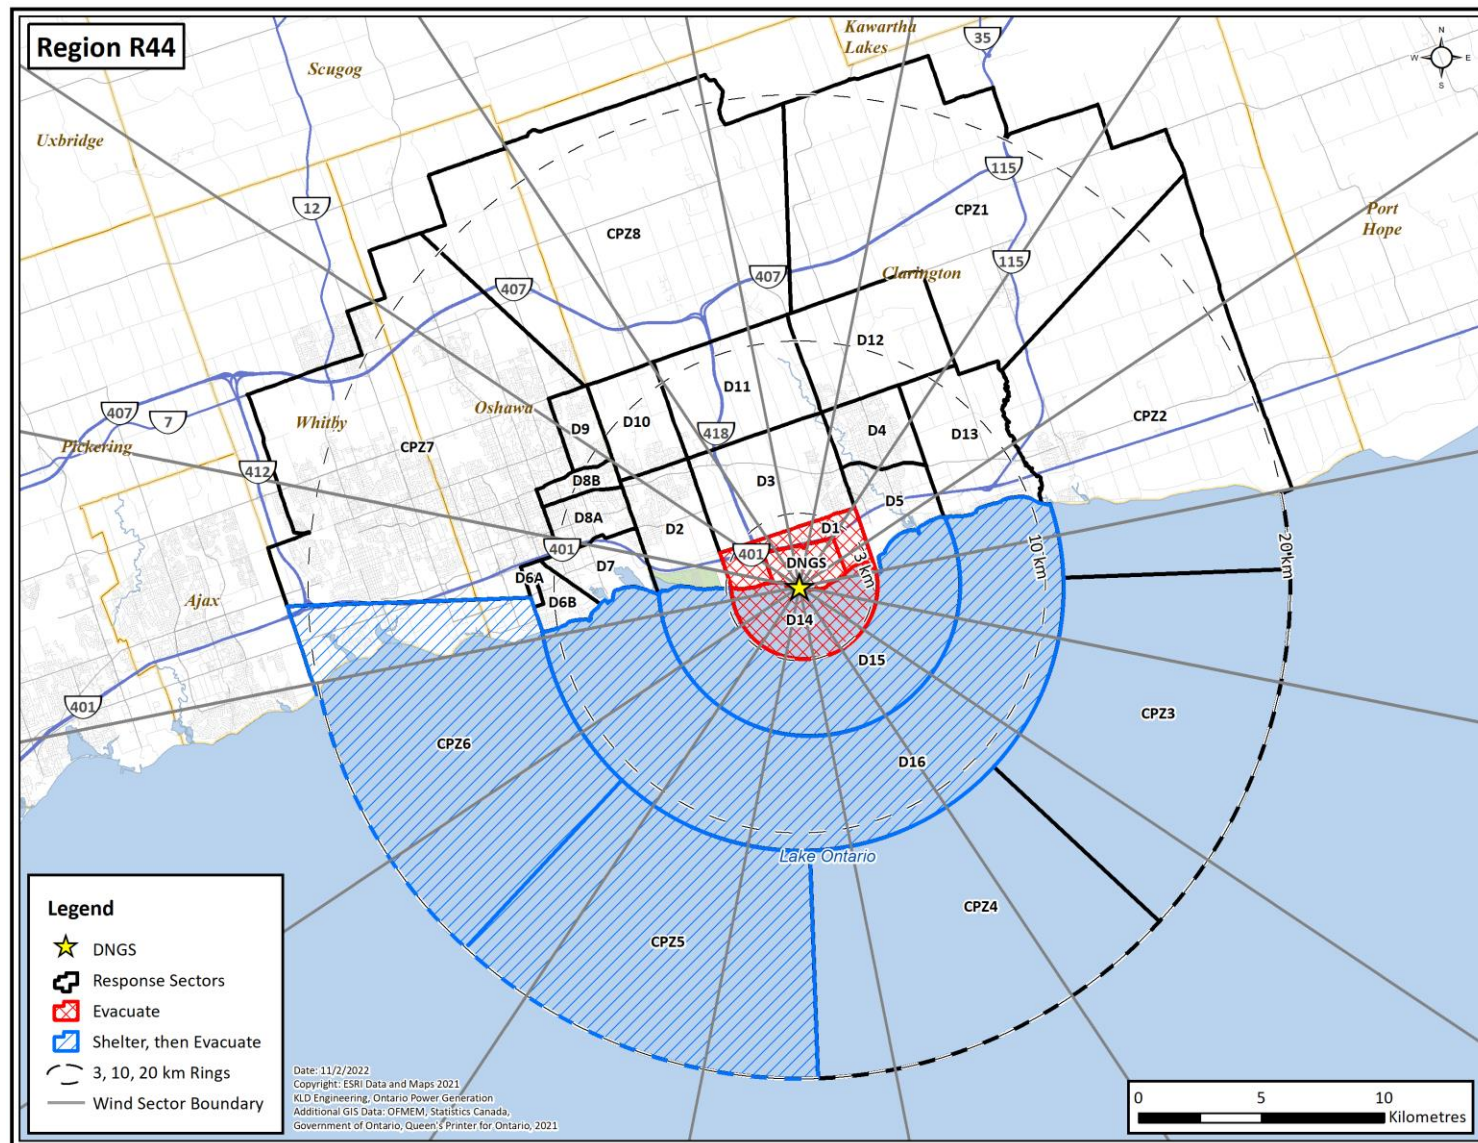 Region R44
Kawartha
Lakes
35
N
W E
S
Scugog
Uxbridge
12
115
CPZ1
Port
Hope
CPZ8
115
407
Clarington
407
D12
D11
407
7
Whitby
Oshawa
D9
D10
418
D4
D13
CPZ2
Pickering
CPZ7
412
D8B
D3
D5
D8A
D2
D1
401
401
DNGS
3 km
10 km
20 km
D6A
D7
D6B
Ajax
D14
D15
401
CPZ6
CPZ3
D16
Lake Ontario
CPZ4
CPZ5
Legend
DNGS
Response Sectors
Evacuate
Shelter, then Evacuate
3, 10, 20 km Rings
Wind Sector Boundary
Date: 11/2/2022
Copyright: ESRI Data and Maps 2021
KLD Engineering, Ontario Power Generation
Additional GIS Data: OFMEM, Statistics Canada,
Government of Ontario, Queen's Printer for Ontario, 2021
0 5 10
Kilometres